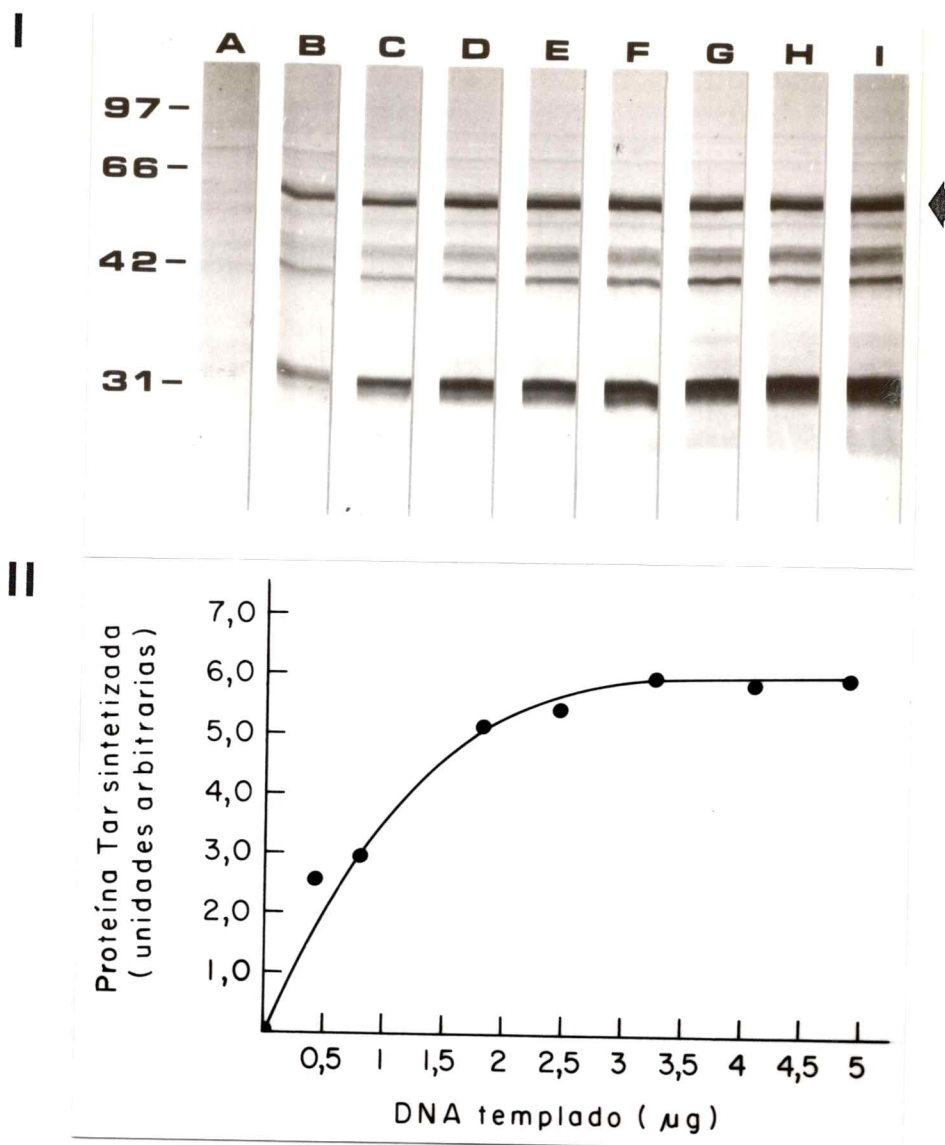 I
A B C D E F G H I
97-
66-
42-
31-
II
Proteína Tar sintetizada
(unidades arbitrarias)
7,0
6,0
5,0
4,0
3,0
2,0
1,0
0,5 1 1,5 2 2,5 3 3,5 4 4,5 5
DNA templado (μg)